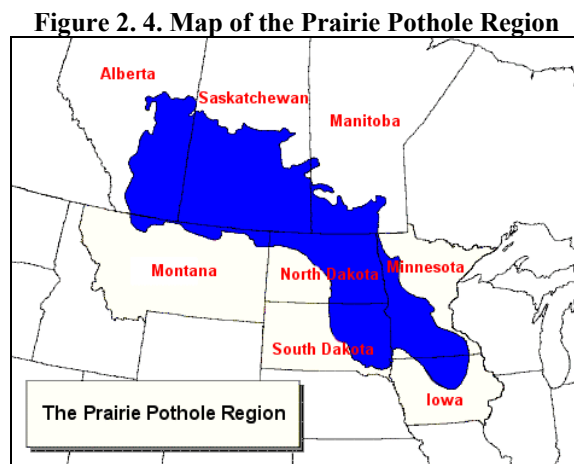 Figure 2. 4. Map of the Prairie Pothole Region
Alberta
Saskatchewan
Manitoba
Montana
North Dakota
Minnesota
South Dakota
Iowa
The Prairie Pothole Region